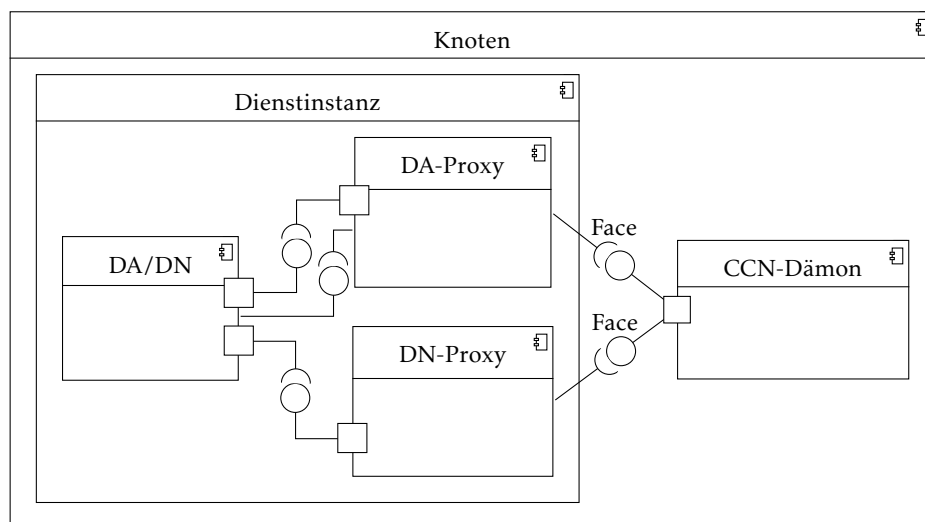 Knoten
Dienstinstanz
DA-Proxy
Face
DA/DN
CCN-Dämon
Face
DN-Proxy